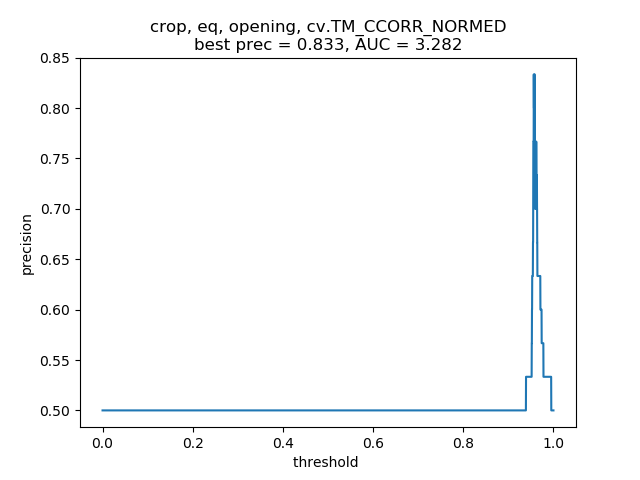 crop, eq, opening, cv.TM_CCORR_NORMED
best prec = 0.833, AUC = 3.282
0.85
0.80
0.75
0.70
0.65
0.60
0.55
0.50
precision
0.0 0.2 0.4 0.6 0.8 1.0
threshold